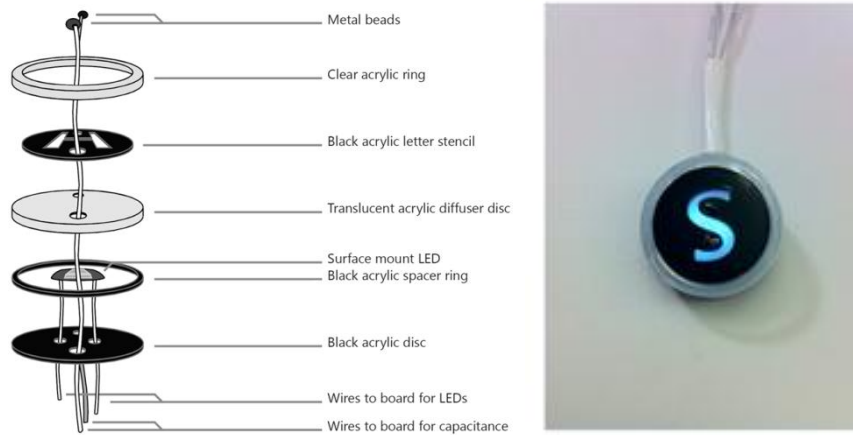 Metal beads
Clear acrylic ring
Black acrylic letter stencil
Translucent acrylic diffuser disc
Surface mount LED
Black acrylic spacer ring
Black acrylic disc
Wires to board for LEDs
Wires to board for capacitance
H
S